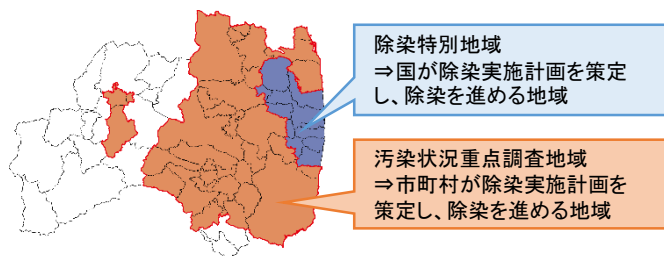 除染特別地域
⇒国が除染実施計画を策定
し、除染を進める地域
汚染状況重点調査地域
⇒市町村が除染実施計画を
策定し、除染を進める地域